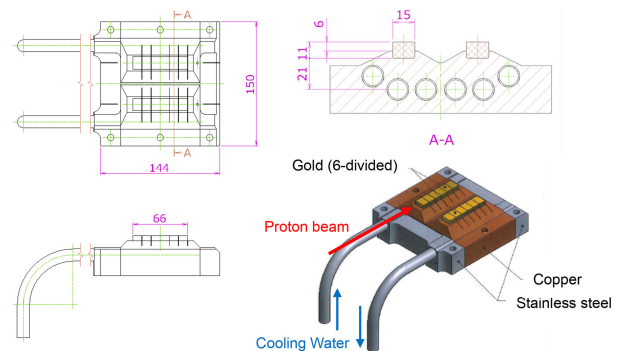 A
15
6
11
21
150
A
144
A-A
Gold (6-divided)
66
Proton beam
Copper
Stainless steel
Cooling Water